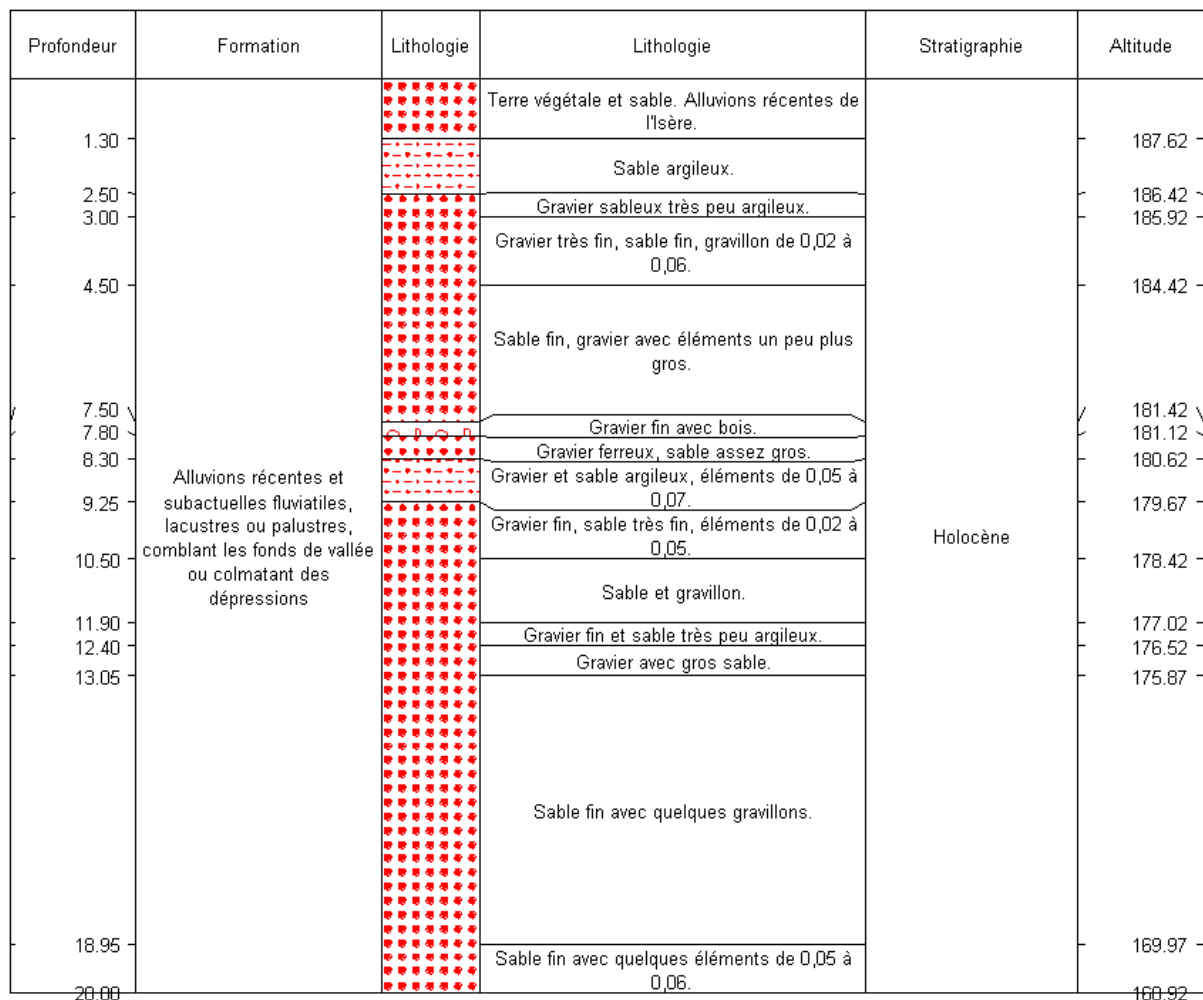 Profondeur Formation Lithologie Lithologie Stratigraphie Altitude
Terre végétale et sable. Alluvions récentes de
l'Isère.
1.30 187.62
Sable argileux.
2.50 186.42
Gravier sableux très peu argileux.
3.00 185.92
Gravier très fin, sable fin, gravillon de 0,02 à
0,06.
4.50 184.42
Sable fin, gravier avec éléments un peu plus
gros.
7.50 181.42
Gravier fin avec bois.
7.80 181.12
Gravier ferreux, sable assez gros.
8.30 180.62
Gravier et sable argileux, éléments de 0,05 à
0,07.
9.25 179.67
Gravier fin, sable très fin, éléments de 0,02 à
0,05.
10.50 178.42
Sable et gravillon.
11.90 177.02
Gravier fin et sable très peu argileux.
12.40 176.52
Gravier avec gros sable.
13.05 175.87
Sable fin avec quelques gravillons.
18.95 169.97
Sable fin avec quelques éléments de 0,05 à
0,06.
20.00 168.92
Alluvions récentes et
subactuelles fluviatiles,
lacustres ou palustres,
comblant les fonds de vallée
ou colmatant des
dépressions
Holocène